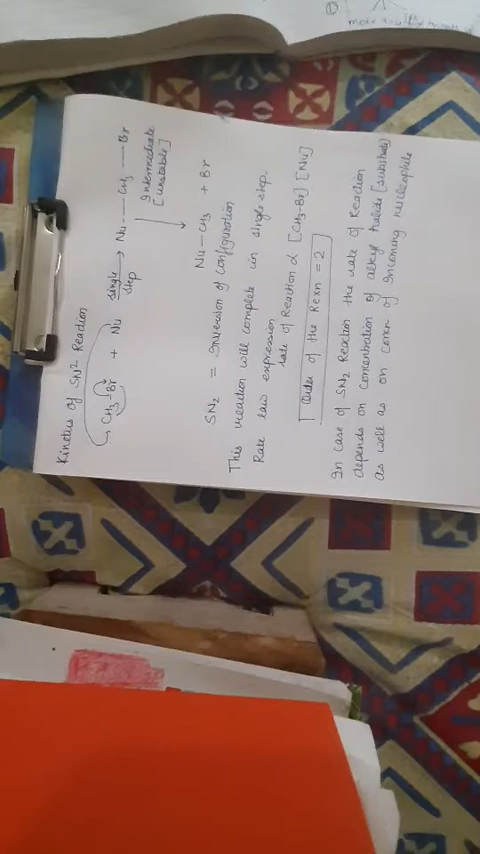 Kinetics of SN² Reaction
CH3-Br + Nu single step → Nu --- CH3 --- Br
Intermediate
[unstable]
Nu-CH3 + Br
SN2 = Inversion of configuration
This reaction will complete in single step.
Rate law expression
rate of Reaction α [CH3-Br] [Nu]
Order of the Rexn = 2
In case of SN2 Reaction the rate of Reaction
depends on concentration of alkyl halide [substrate]
as well as on concn of Incoming nucleophile